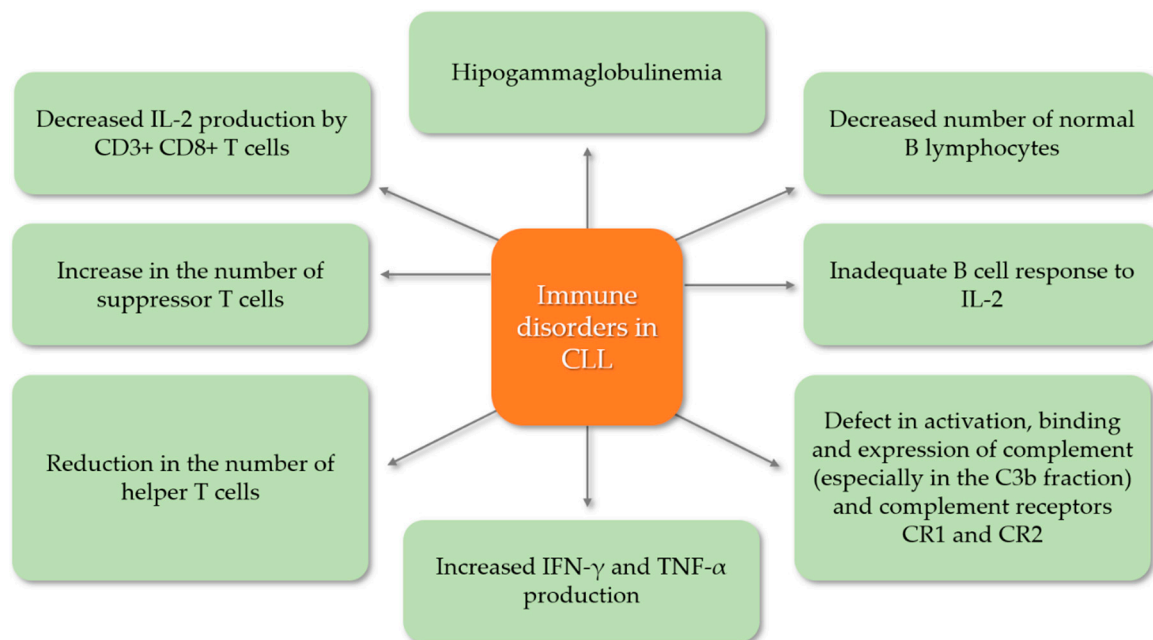 Hipogammaglobulinemia
Decreased IL-2 production by
CD3+ CD8+ T cells
Decreased number of normal
B lymphocytes
Increase in the number of
suppressor T cells
Immune
disorders in
CLL
Inadequate B cell response to
IL-2
Reduction in the number of
helper T cells
Defect in activation, binding
and expression of complement
(especially in the C3b fraction)
and complement receptors
CR1 and CR2
Increased IFN-γ and TNF-α
production